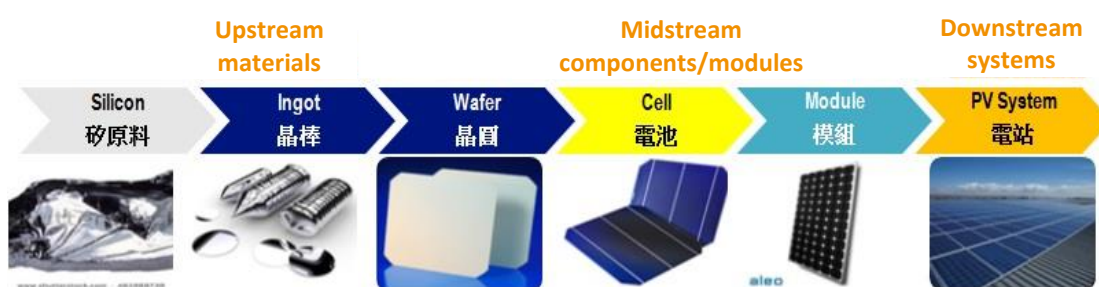 Upstream
materials
Midstream
components/modules
Downstream
systems
Silicon
矽原料
Ingot
晶棒
Wafer
晶圓
Cell
電池
Module
模組
PV System
電站
aleo